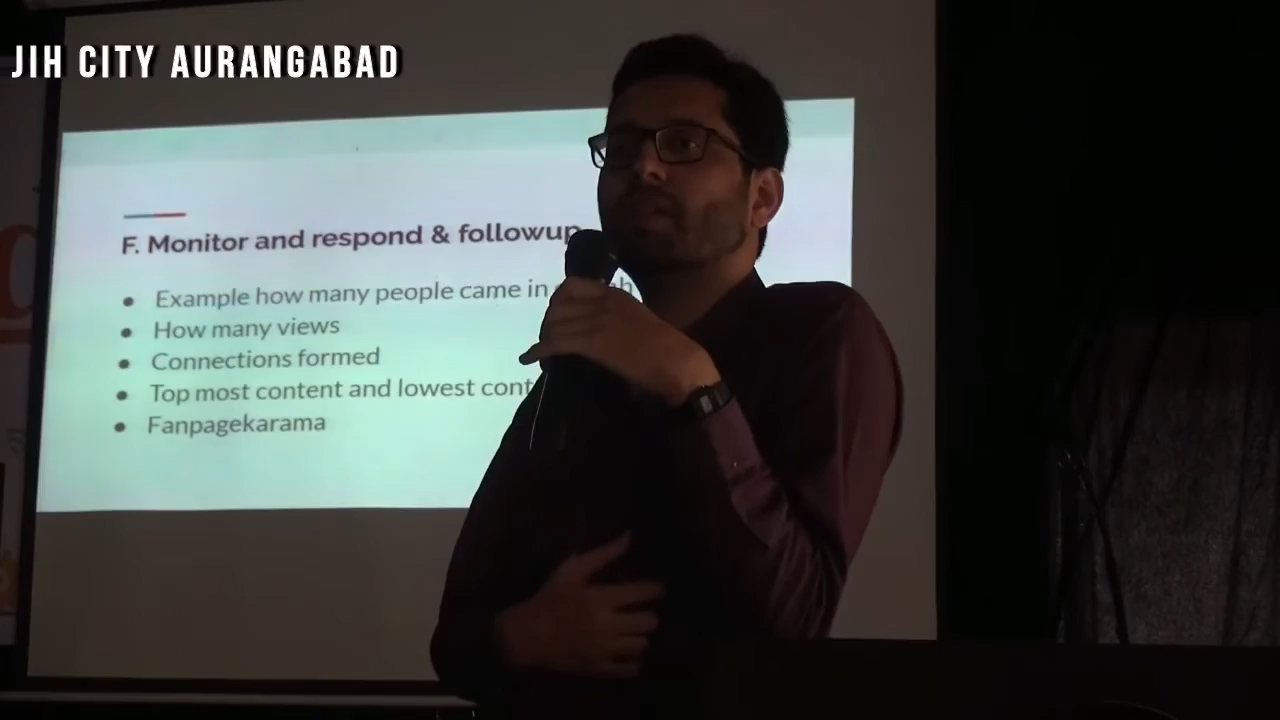 JIH CITY AURANGABAD
F. Monitor and respond & followup
Example how many people came in
How many views
Connections formed
Top most content and lowest cont
Fanpagekarama